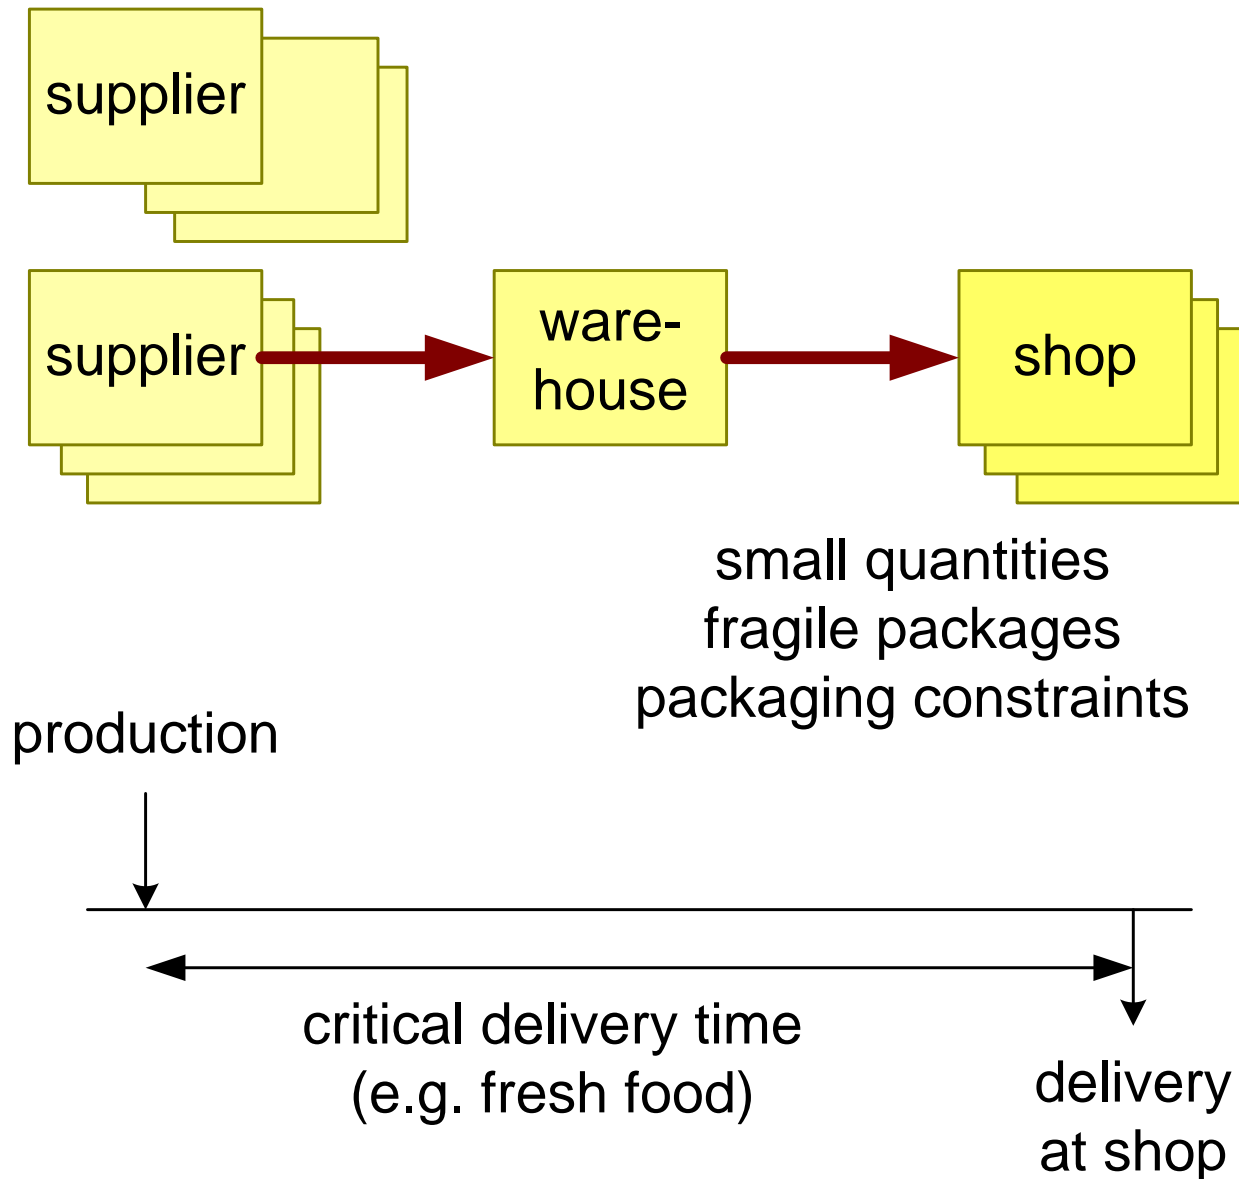 supplier
supplier
ware-
house
shop
small quantities
fragile packages
packaging constraints
production
critical delivery time
(e.g. fresh food)
delivery
at shop